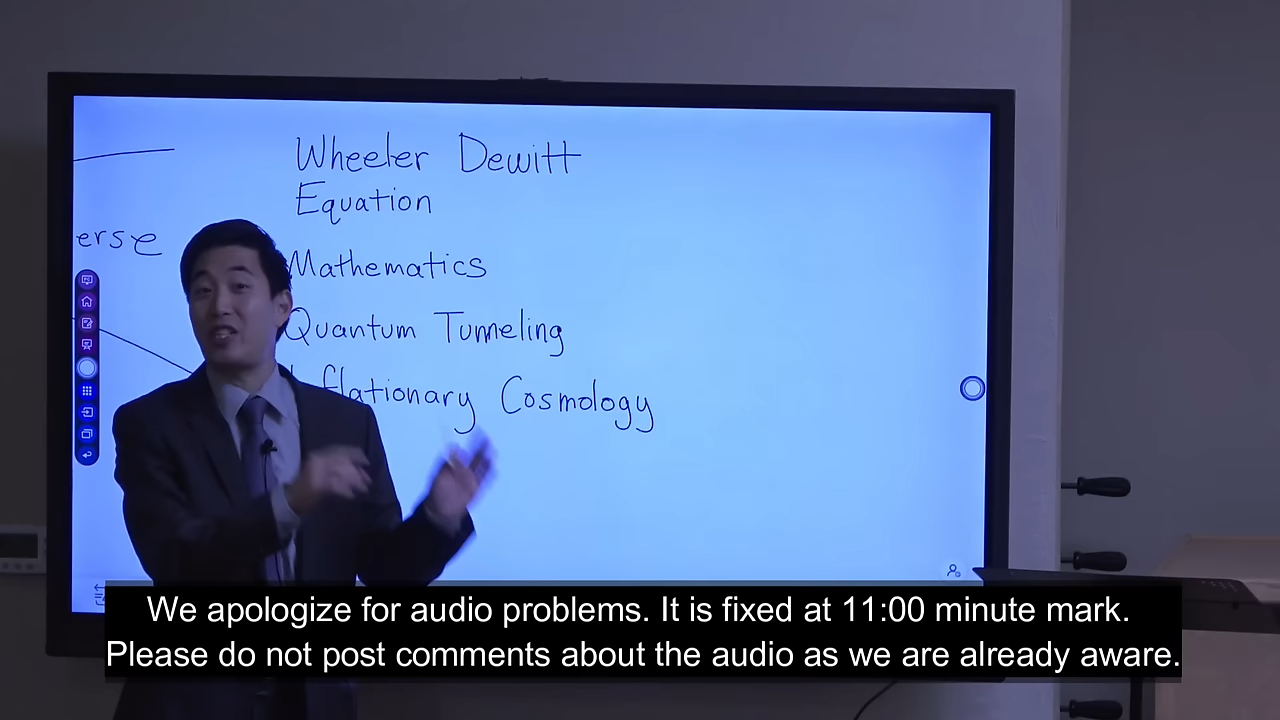 Wheeler Dewitt
Equation
erse
Mathematics
Quantum Tunneling
flationary Cosmology
We apologize for audio problems. It is fixed at 11:00 minute mark.
Please do not post comments about the audio as we are already aware.